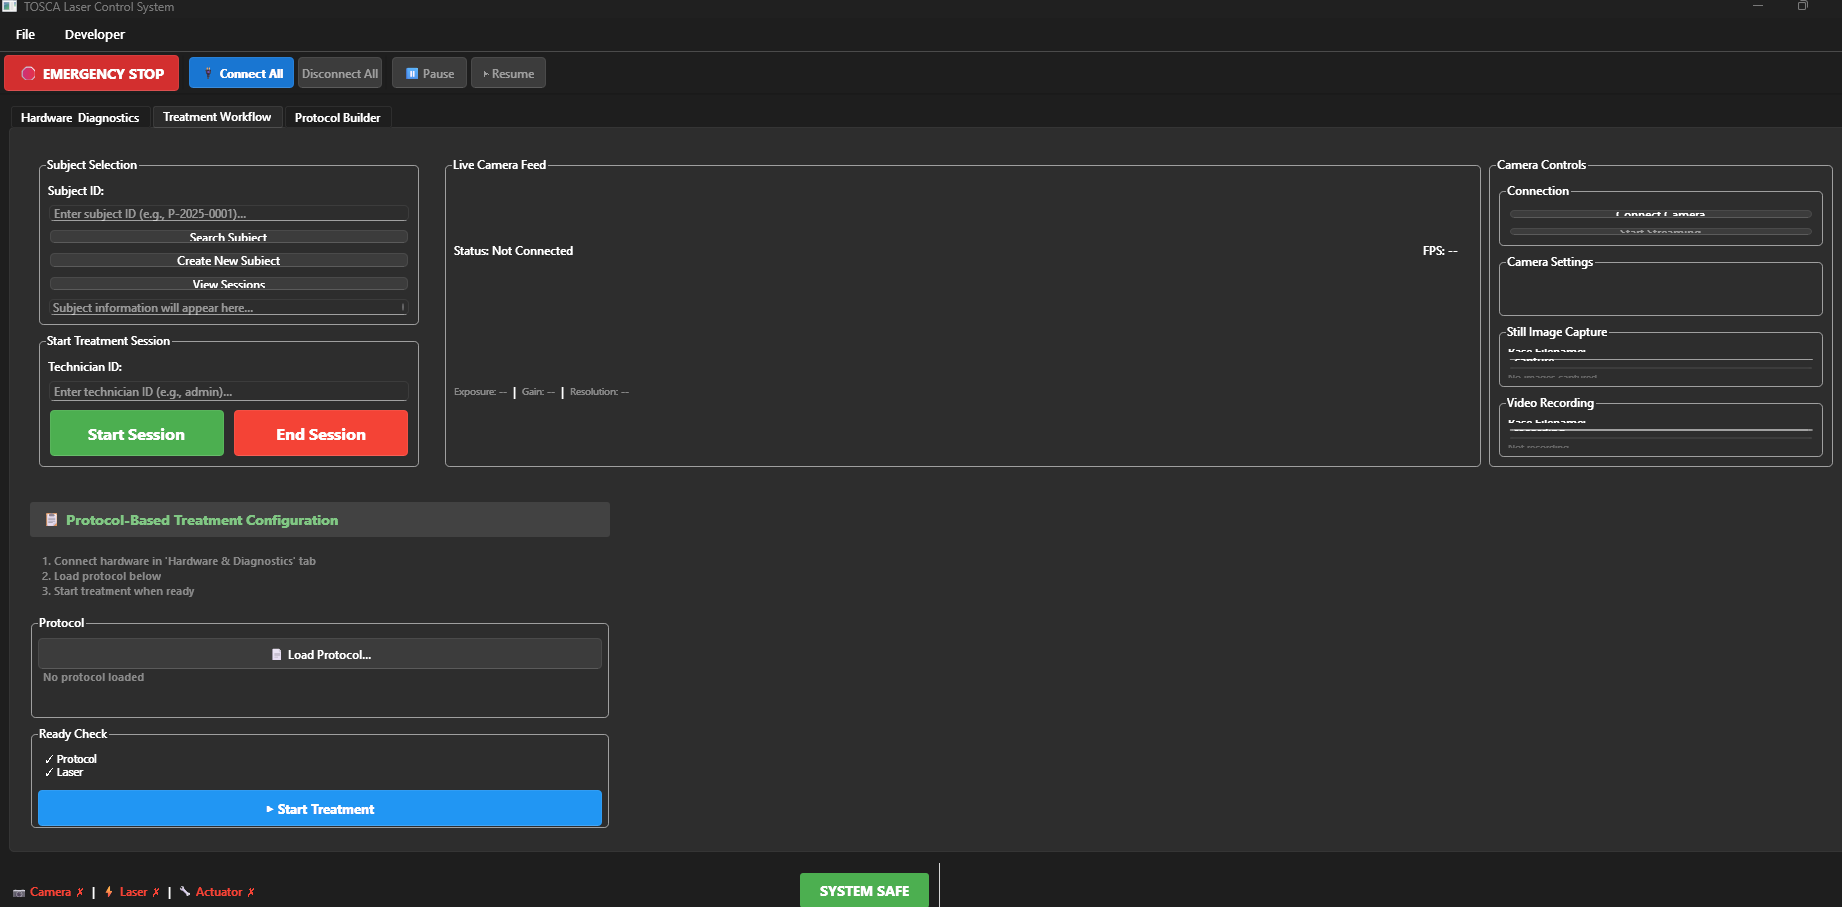 TOSCA Laser Control System
File Developer
EMERGENCY STOP Connect All Disconnect All Pause Resume
Hardware Diagnostics Treatment Workflow Protocol Builder
Subject Selection
Subject ID:
Enter subject ID (e.g., P-2025-0001)...
Search Subject
Create New Subject
View Sessions
Subject information will appear here...
Start Treatment Session
Technician ID:
Enter technician ID (e.g., admin)...
Start Session End Session
Live Camera Feed
Status: Not Connected FPS: --
Exposure: -- | Gain: -- | Resolution: --
Camera Controls
Connection
Connect Camera
Start Streaming
Camera Settings
Still Image Capture
Base Filename:
Capture
No images captured
Video Recording
Base Filename:
Not recording
Protocol-Based Treatment Configuration
1. Connect hardware in 'Hardware & Diagnostics' tab
2. Load protocol below
3. Start treatment when ready
Protocol
Load Protocol...
No protocol loaded
Ready Check
✓ Protocol
✓ Laser
Start Treatment
Camera ✗ | Laser ✗ | Actuator ✗
SYSTEM SAFE